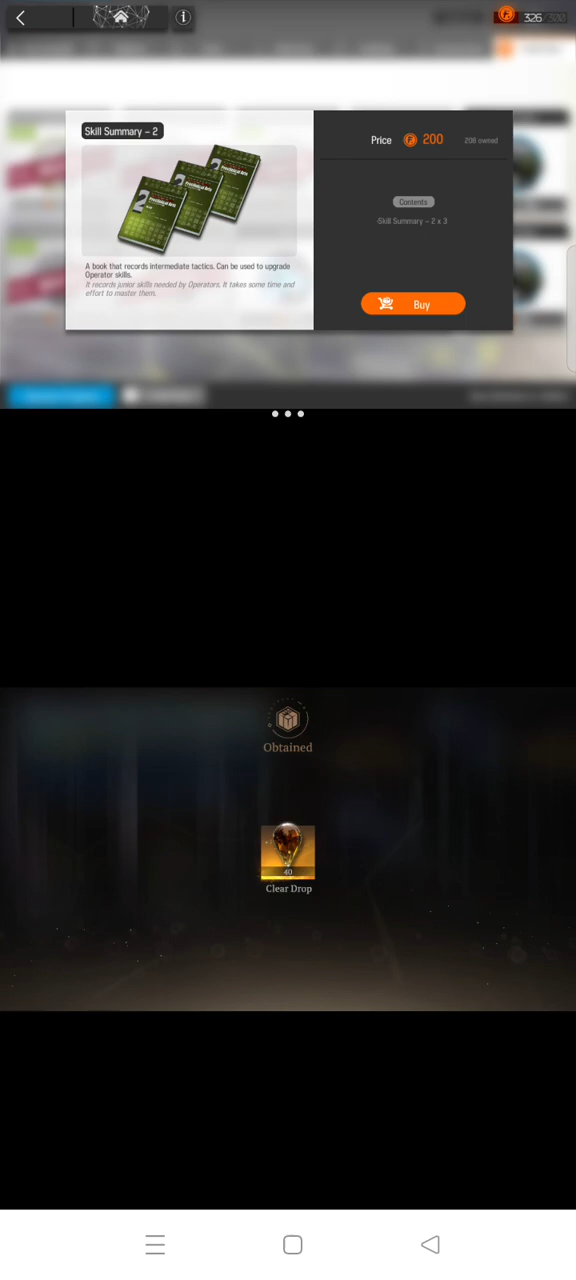 326/300
Skill Summary – 2
Price 200 208 owned
Contents
·Skill Summary – 2 x 3
A book that records intermediate tactics. Can be used to upgrade
Operator skills.
It records junior skills needed by Operators. It takes some time and
effort to master them.
Buy
Obtained
40
Clear Drop